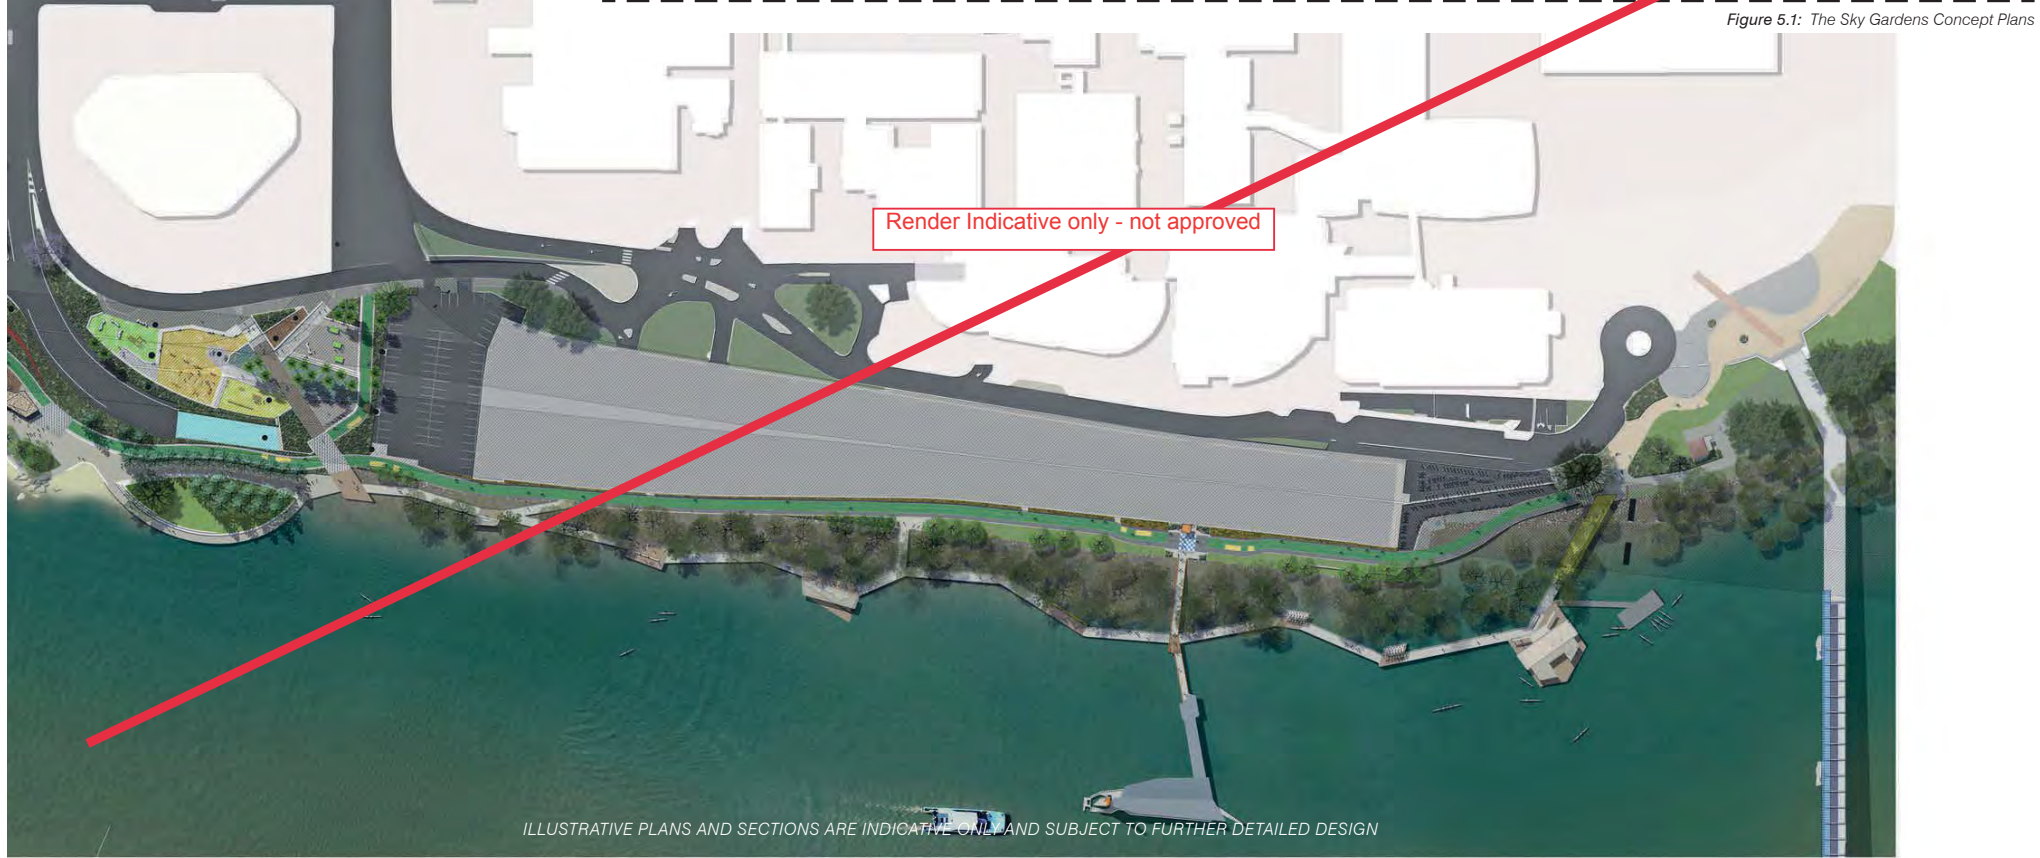 Figure 5.1: The Sky Gardens Concept Plans
Render Indicative only - not approved
ILLUSTRATIVE PLANS AND SECTIONS ARE INDICATIVE ONLY AND SUBJECT TO FURTHER DETAILED DESIGN